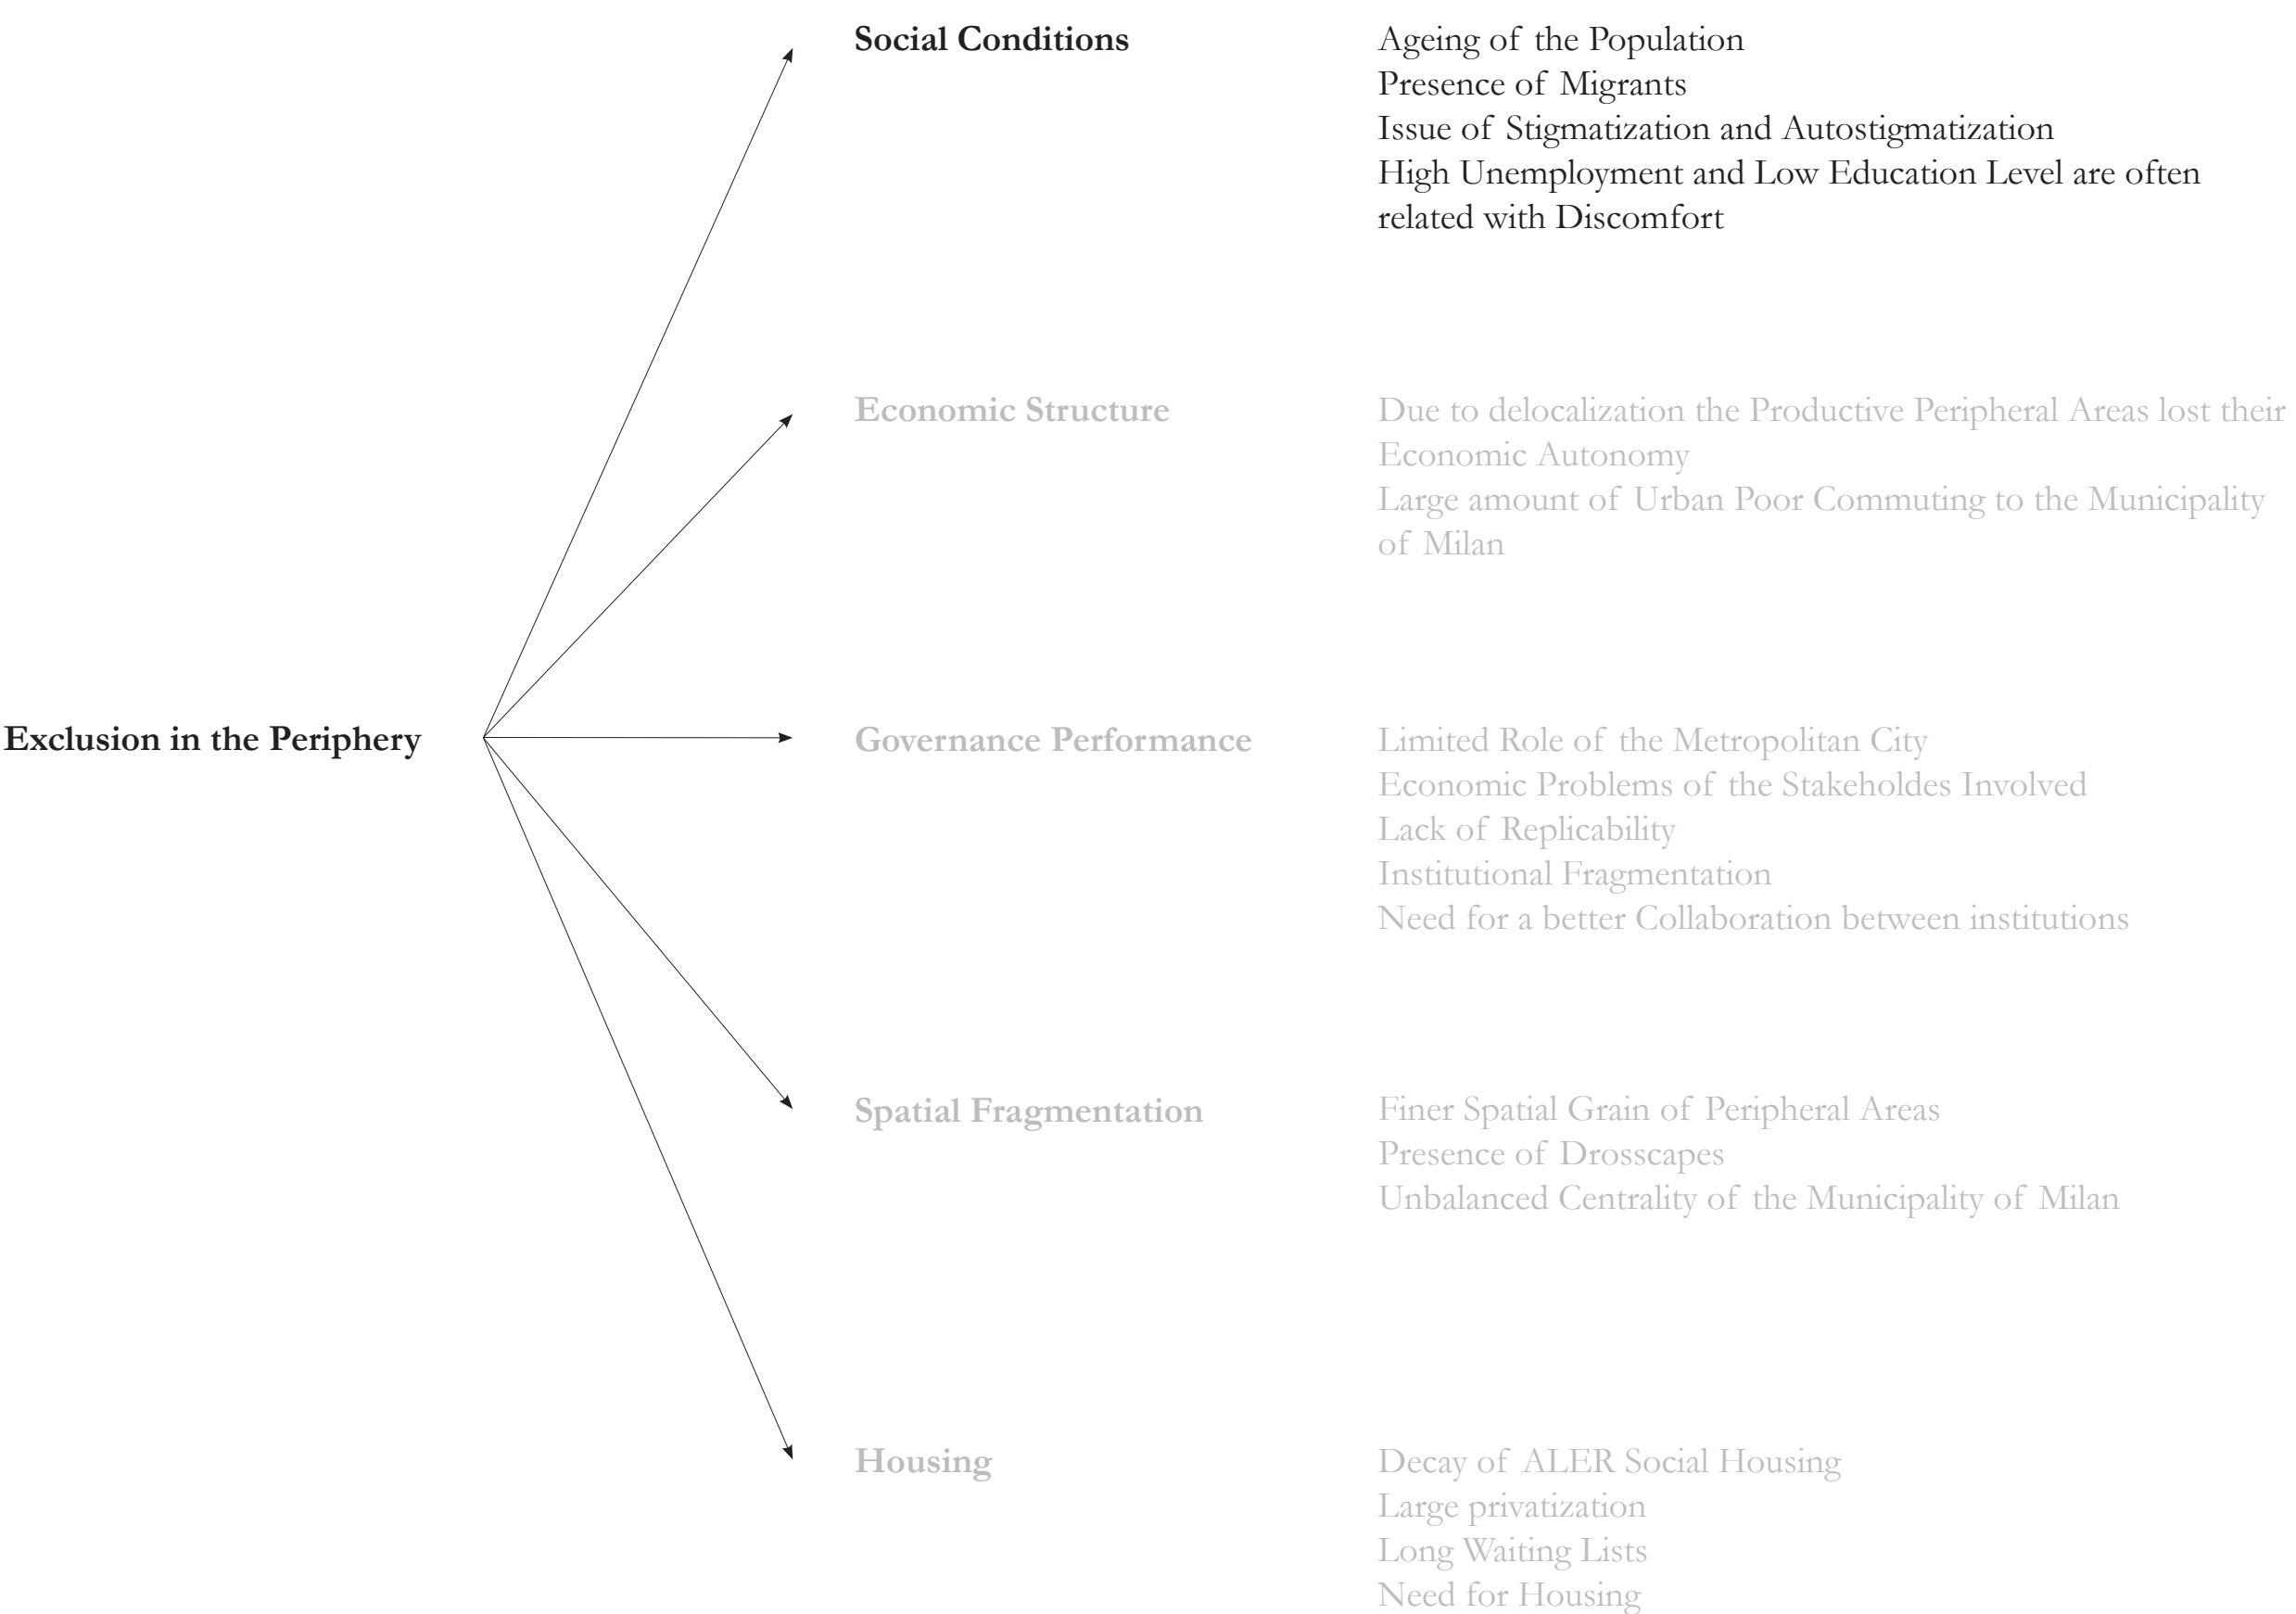 Social Conditions
Ageing of the Population
Presence of Migrants
Issue of Stigmatization and Autostigmatization
High Unemployment and Low Education Level are often
related with Discomfort
Economic Structure
Due to delocalization the Productive Peripheral Areas lost their
Economic Autonomy
Large amount of Urban Poor Commuting to the Municipality
of Milan
Exclusion in the Periphery
Governance Performance
Limited Role of the Metropolitan City
Economic Problems of the Stakeholdes Involved
Lack of Replicability
Institutional Fragmentation
Need for a better Collaboration between institutions
Spatial Fragmentation
Finer Spatial Grain of Peripheral Areas
Presence of Drosscapes
Unbalanced Centrality of the Municipality of Milan
Housing
Decay of ALER Social Housing
Large privatization
Long Waiting Lists
Need for Housing